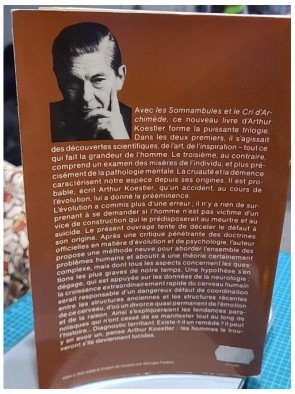 Avec les Somnambules et le Cri d'Ar-
chimède, ce nouveau livre d'Arthur
Koestler forme la puissante trilogie.
Dans les deux premiers, il s'agissait
des découvertes scientifiques, de l'art, de l'inspiration – tout ce
qui fait la grandeur de l'homme. Le troisième, au contraire,
comprend un examen des misères de l'individu, et plus pré-
cisément de la pathologie mentale. La cruauté et la démence
caractérisent notre espèce depuis ses origines. Il est pro-
bable, écrit Arthur Koestler, qu'un accident, au cours de
l'évolution, lui a donné la prééminence.
L'évolution a commis plus d'une erreur ; il n'y a rien de sur-
prenant à se demander si l'homme n'est pas victime d'un
vice de construction qui le prédisposerait au meurtre et au
suicide. Le présent ouvrage tente de déceler le défaut à
son origine. Après une critique pénétrante des doctrines
officielles en matière d'évolution et de psychologie, l'auteur
propose une méthode neuve pour aborder l'ensemble des
problèmes humains et aboutit à une théorie certainement
complexe, mais dont tous les aspects concernent les ques-
tions les plus graves de notre temps. Une hypothèse s'en
dégage, qui est appuyée sur les données de la neurologie :
la croissance extraordinairement rapide du cerveau humain
serait responsable d'un dangereux défaut de coordination
entre les structures anciennes et les structures récentes
de ce cerveau, d'où un divorce quasi permanent de l'émotion
et de la raison. Ainsi s'expliqueraient les tendances para-
noïaques qui n'ont cessé de se manifester tout au long de
l'histoire... Diagnostic terrifiant. Existe-t-il un remède ? Il peut
y en avoir un, pense Arthur Koestler : les hommes le trou-
veront s'ils deviennent lucides.
traduit de l'anglais par Georges Fradier